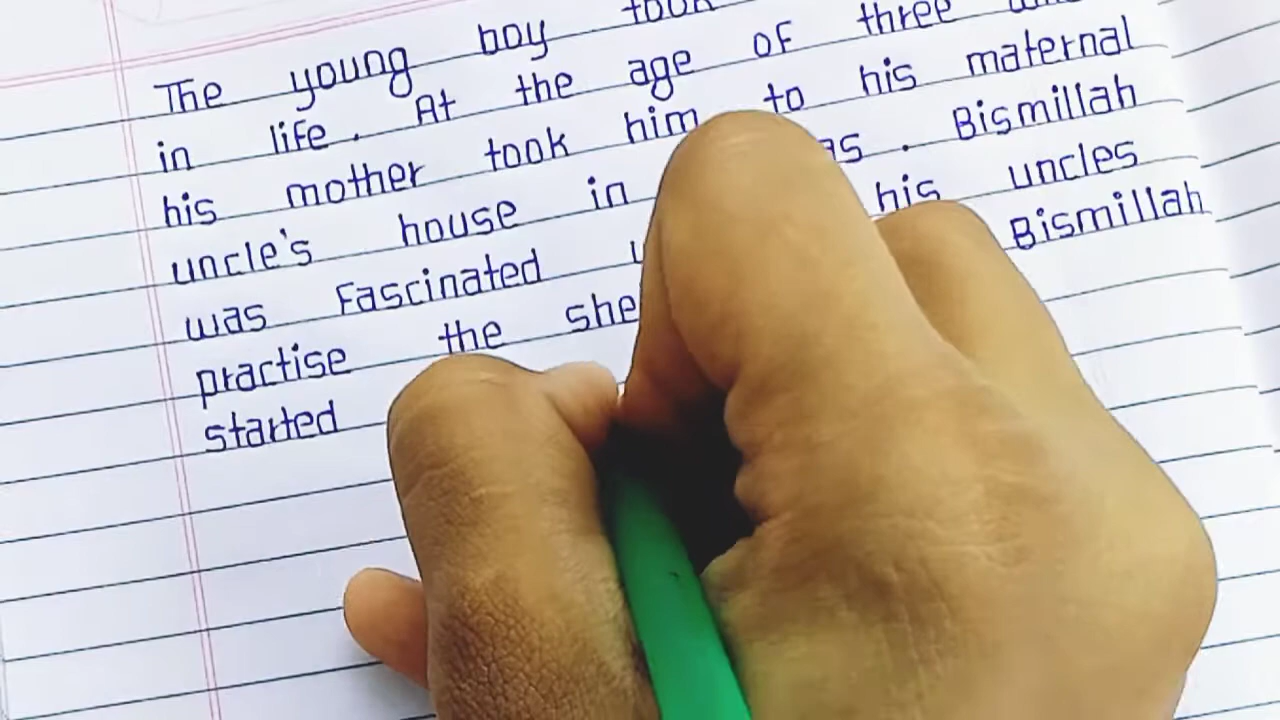 The young boy took
in life. At the age of three
his mother took him to his maternal
uncle's house in . Bismillah
was Fascinated his uncles
practise the Bismillah
started